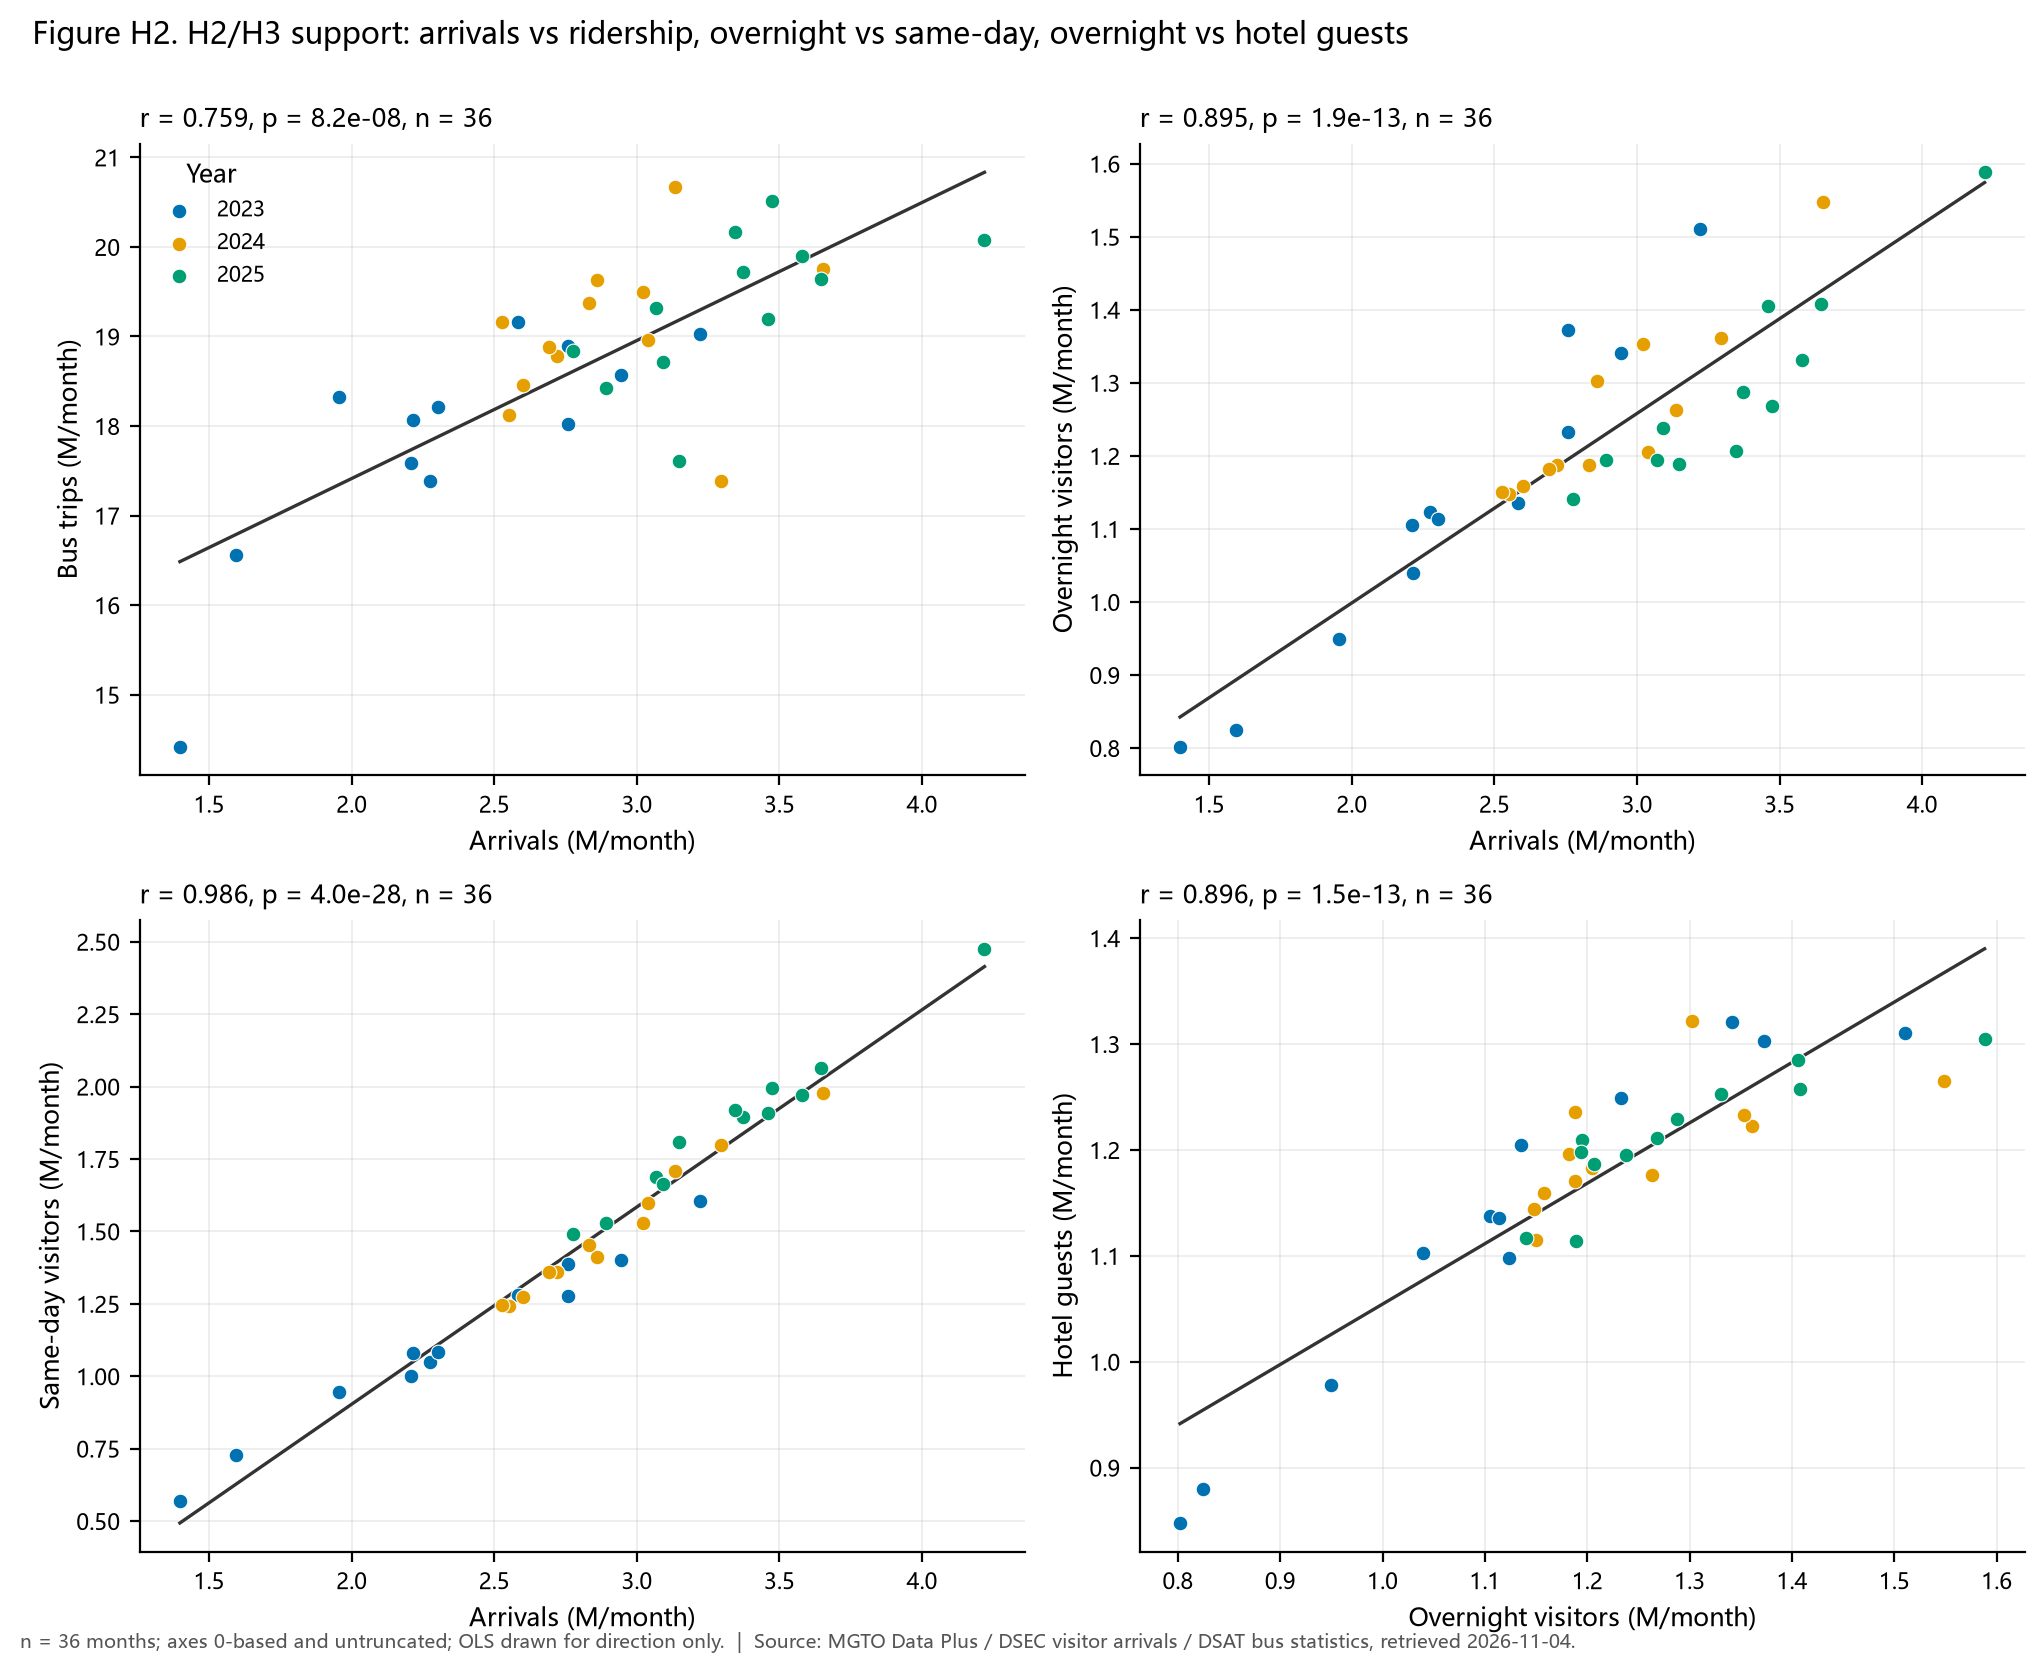 Figure H2. H2/H3 support: arrivals vs ridership, overnight vs same-day, overnight vs hotel guests
r = 0.759, p = 8.2e-08, n = 36
Year
2023
2024
2025
21
20
19
18
17
16
15
Bus trips (M/month)
1.5 2.0 2.5 3.0 3.5 4.0
Arrivals (M/month)
r = 0.895, p = 1.9e-13, n = 36
1.6
1.5
1.4
1.3
1.2
1.1
1.0
0.9
0.8
Overnight visitors (M/month)
1.5 2.0 2.5 3.0 3.5 4.0
Arrivals (M/month)
r = 0.986, p = 4.0e-28, n = 36
2.50
2.25
2.00
1.75
1.50
1.25
1.00
0.75
0.50
Same-day visitors (M/month)
1.5 2.0 2.5 3.0 3.5 4.0
Arrivals (M/month)
r = 0.896, p = 1.5e-13, n = 36
1.4
1.3
1.2
1.1
1.0
0.9
Hotel guests (M/month)
0.8 0.9 1.0 1.1 1.2 1.3 1.4 1.5 1.6
Overnight visitors (M/month)
n = 36 months; axes 0-based and untruncated; OLS drawn for direction only. | Source: MGTO Data Plus / DSEC visitor arrivals / DSAT bus statistics, retrieved 2026-11-04.